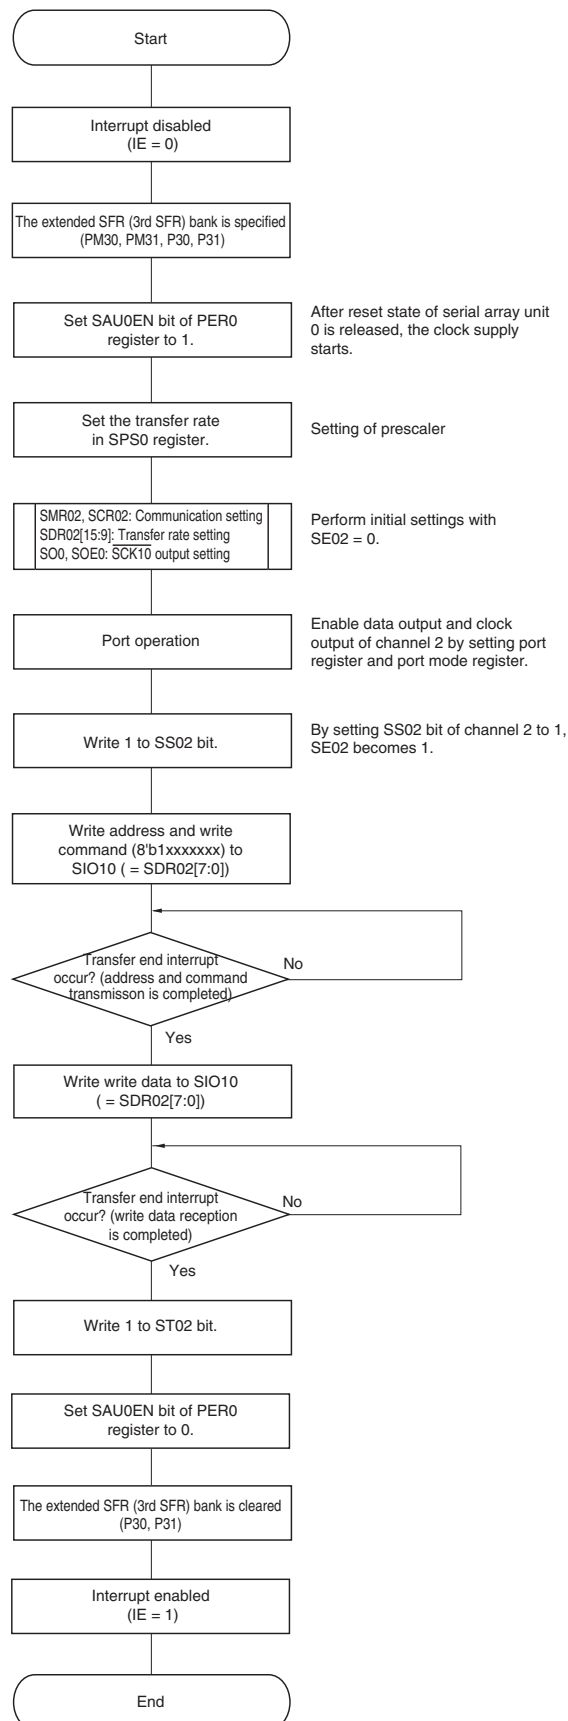 Start
Interrupt disabled
(IE = 0)
The extended SFR (3rd SFR) bank is specified
(PM30, PM31, P30, P31)
Set SAU0EN bit of PER0
register to 1.
After reset state of serial array unit
0 is released, the clock supply
starts.
Set the transfer rate
in SPS0 register.
Setting of prescaler
SMR02, SCR02: Communication setting
SDR02[15:9]: Transfer rate setting
SO0, SOE0: SCK10 output setting
Perform initial settings with
SE02 = 0.
Port operation
Enable data output and clock
output of channel 2 by setting port
register and port mode register.
Write 1 to SS02 bit.
By setting SS02 bit of channel 2 to 1,
SE02 becomes 1.
Write address and write
command (8'b1xxxxxxx) to
SIO10 ( = SDR02[7:0])
Transfer end interrupt
occur? (address and command
transmisson is completed)
No
Yes
Write write data to SIO10
( = SDR02[7:0])
Transfer end interrupt
occur? (write data reception
is completed)
No
Yes
Write 1 to ST02 bit.
Set SAU0EN bit of PER0
register to 0.
The extended SFR (3rd SFR) bank is cleared
(P30, P31)
Interrupt enabled
(IE = 1)
End